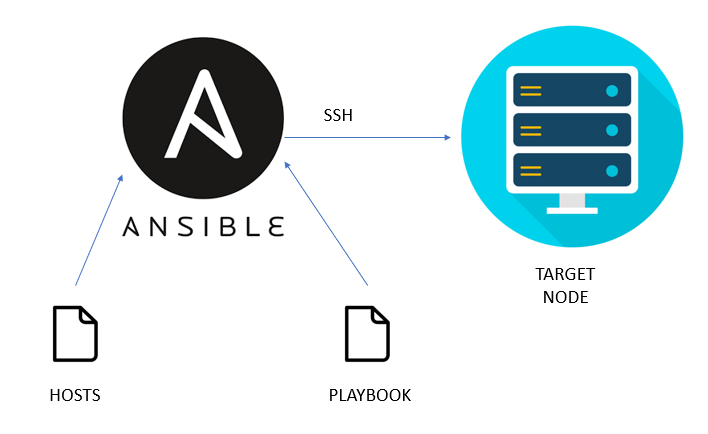 SSH
ANSIBLE
TARGET
NODE
HOSTS
PLAYBOOK